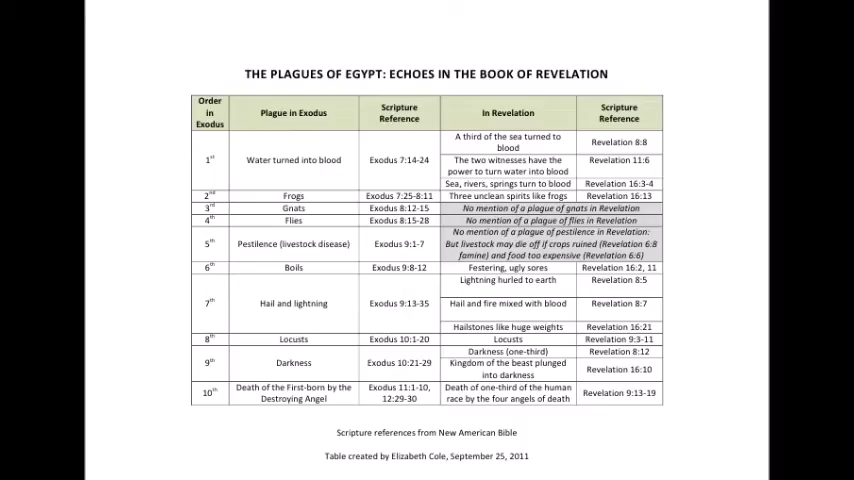 THE PLAGUES OF EGYPT: ECHOES IN THE BOOK OF REVELATION
Order in Exodus
Plague in Exodus
Scripture Reference
In Revelation
Scripture Reference
1st
Water turned into blood
Exodus 7:14-24
A third of the sea turned to blood
Revelation 8:8
The two witnesses have the power to turn water into blood
Revelation 11:6
Sea, rivers, springs turn to blood
Revelation 16:3-4
2nd
Frogs
Exodus 7:25-8:11
Three unclean spirits like frogs
Revelation 16:13
3rd
Gnats
Exodus 8:12-15
No mention of a plague of gnats in Revelation
4th
Flies
Exodus 8:15-28
No mention of a plague of flies in Revelation
5th
Pestilence (livestock disease)
Exodus 9:1-7
No mention of a plague of pestilence in Revelation:
But livestock may die off if crops ruined (Revelation 6:8
famine) and food too expensive (Revelation 6:6)
6th
Boils
Exodus 9:8-12
Festering, ugly sores
Revelation 16:2, 11
7th
Hail and lightning
Exodus 9:13-35
Lightning hurled to earth
Revelation 8:5
Hail and fire mixed with blood
Revelation 8:7
Hailstones like huge weights
Revelation 16:21
8th
Locusts
Exodus 10:1-20
Locusts
Revelation 9:3-11
9th
Darkness
Exodus 10:21-29
Darkness (one-third)
Revelation 8:12
Kingdom of the beast plunged into darkness
Revelation 16:10
10th
Death of the First-born by the Destroying Angel
Exodus 11:1-10, 12:29-30
Death of one-third of the human race by the four angels of death
Revelation 9:13-19
Scripture references from New American Bible
Table created by Elizabeth Cole, September 25, 2011